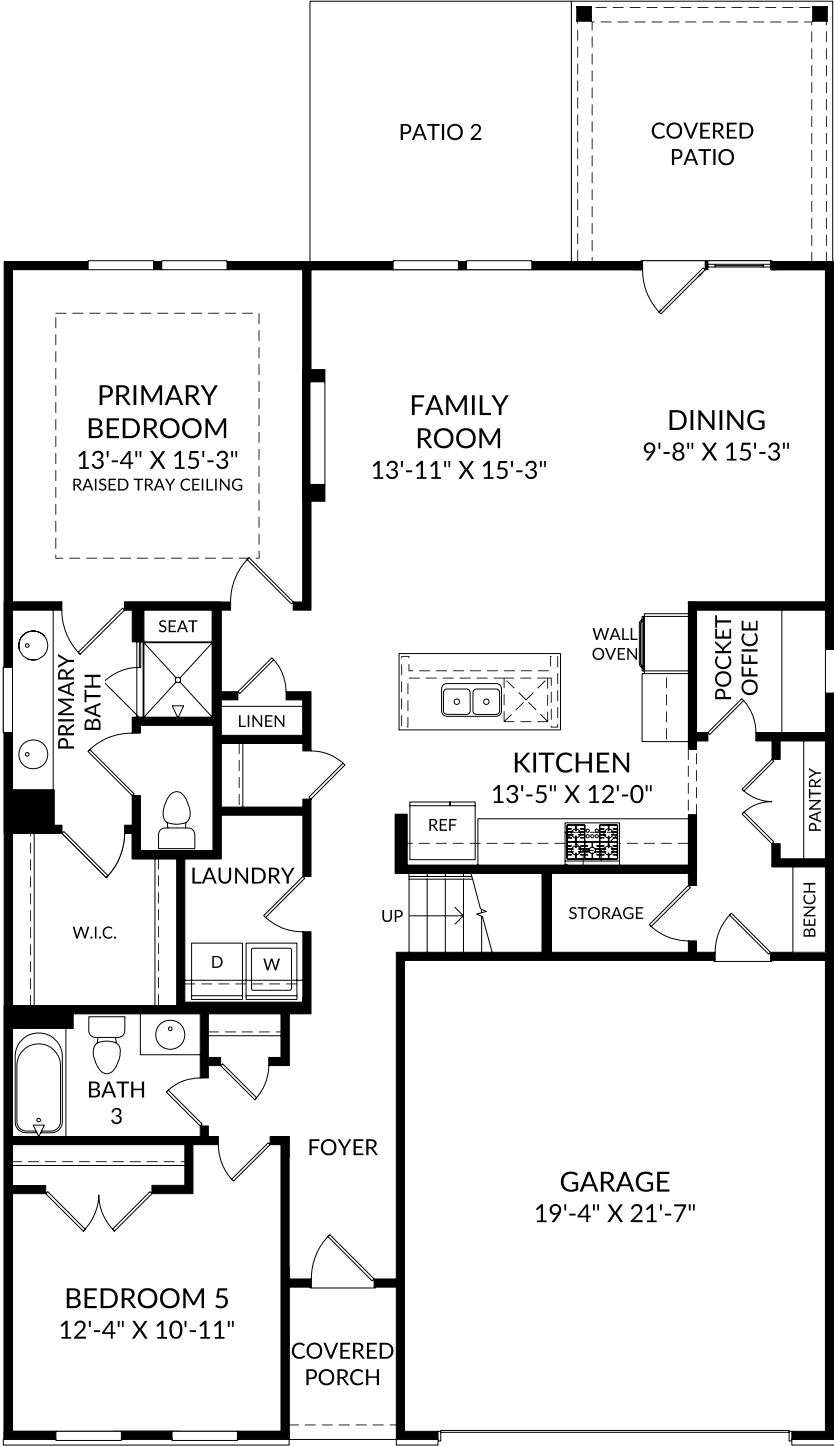 PATIO 2
COVERED
PATIO
PRIMARY
BEDROOM
13'-4" X 15'-3"
RAISED TRAY CEILING
FAMILY
ROOM
13'-11" X 15'-3"
DINING
9'-8" X 15'-3"
SEAT
PRIMARY
BATH
LINEN
WALL
OVEN
POCKET
OFFICE
KITCHEN
13'-5" X 12'-0"
REF
PANTRY
LAUNDRY
D
W
W.I.C.
UP
STORAGE
BENCH
BATH
3
FOYER
GARAGE
19'-4" X 21'-7"
BEDROOM 5
12'-4" X 10'-11"
COVERED
PORCH